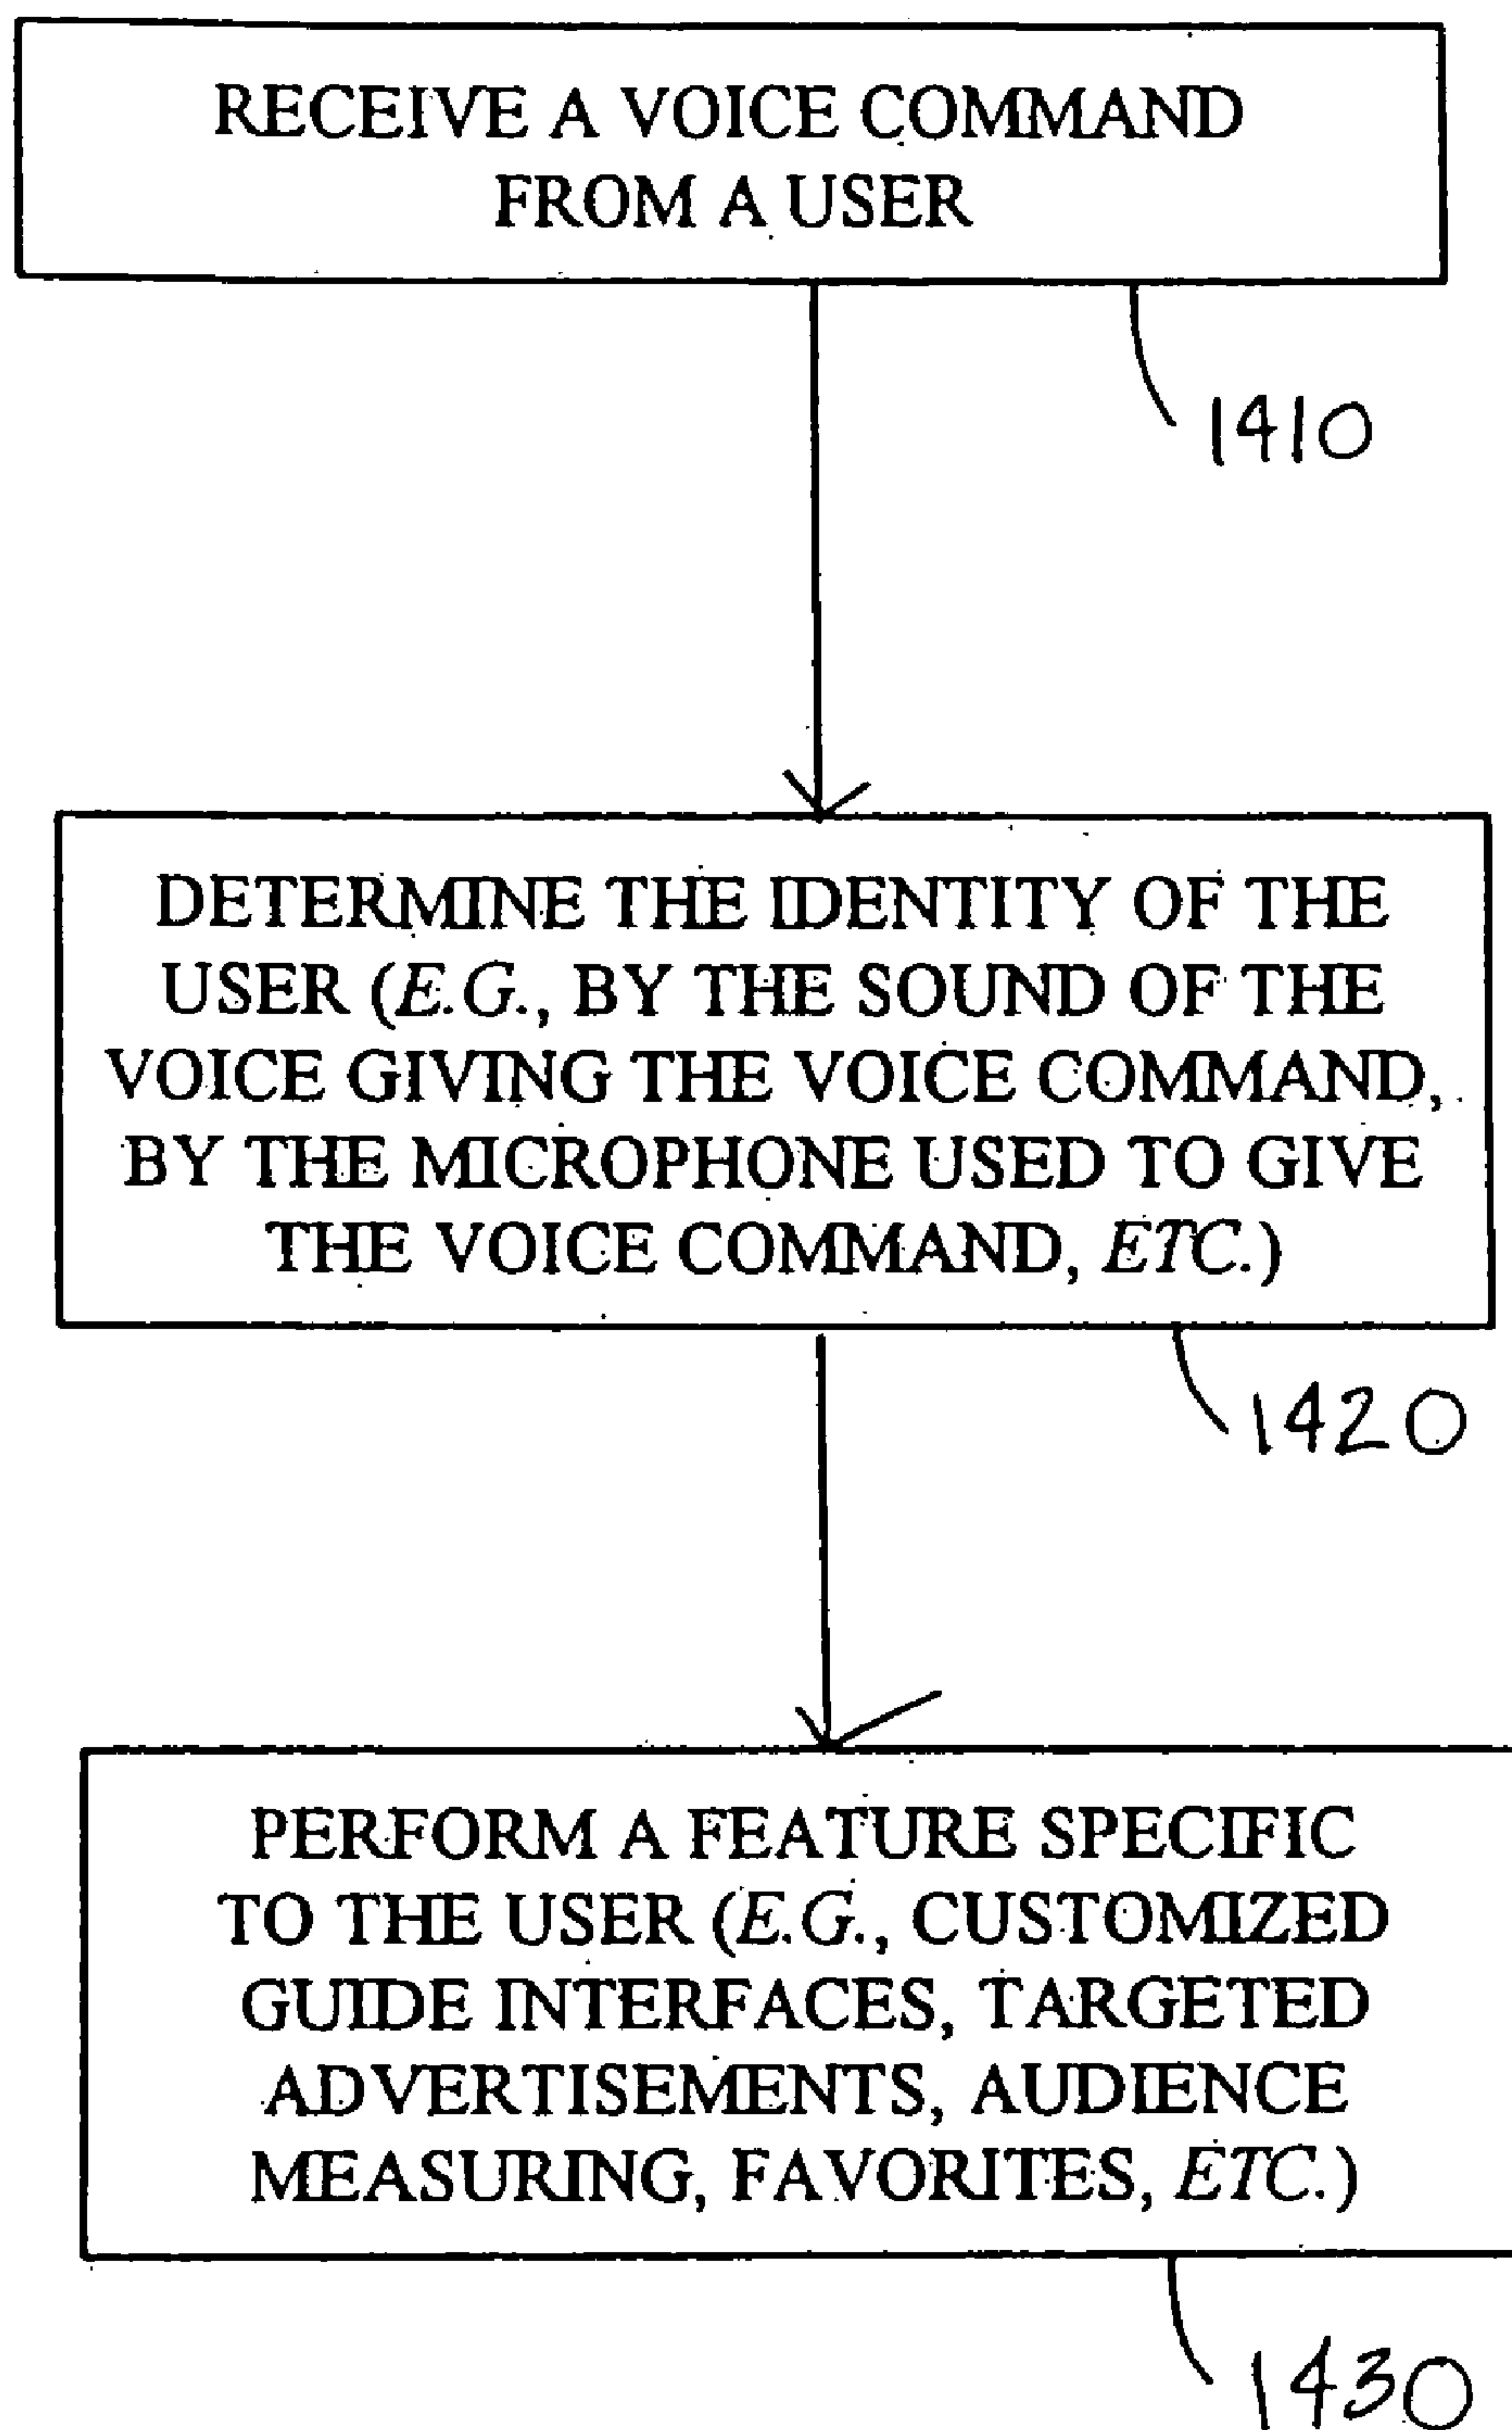 RECEIVE A VOICE COMMAND
FROM A USER
1410
DETERMINE THE IDENTITY OF THE
USER (E.G., BY THE SOUND OF THE
VOICE GIVING THE VOICE COMMAND,
BY THE MICROPHONE USED TO GIVE
THE VOICE COMMAND, ETC.)
1420
PERFORM A FEATURE SPECIFIC
TO THE USER (E.G., CUSTOMIZED
GUIDE INTERFACES, TARGETED
ADVERTISEMENTS, AUDIENCE
MEASURING, FAVORITES, ETC.)
1430